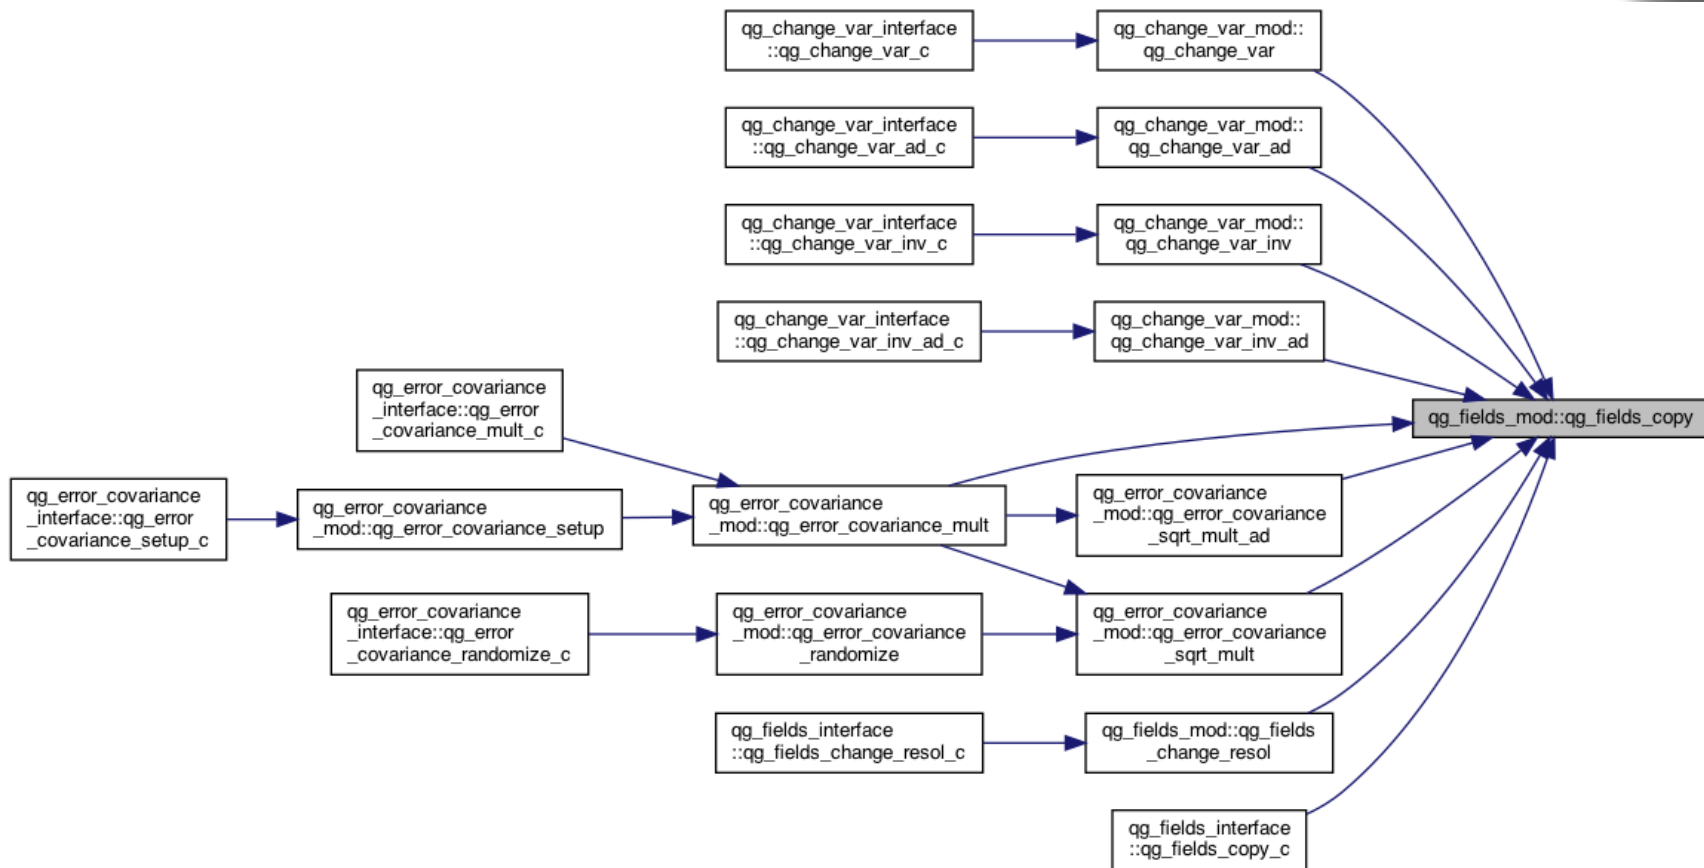 qg_change_var_interface
::qg_change_var_c
qg_change_var_mod::
qg_change_var
qg_change_var_interface
::qg_change_var_ad_c
qg_change_var_mod::
qg_change_var_ad
qg_change_var_interface
::qg_change_var_inv_c
qg_change_var_mod::
qg_change_var_inv
qg_change_var_interface
::qg_change_var_inv_ad_c
qg_change_var_mod::
qg_change_var_inv_ad
qg_error_covariance
_interface::qg_error
_covariance_mult_c
qg_fields_mod::qg_fields_copy
qg_error_covariance
_interface::qg_error
_covariance_setup_c
qg_error_covariance
_mod::qg_error_covariance_setup
qg_error_covariance
_mod::qg_error_covariance_mult
qg_error_covariance
_mod::qg_error_covariance
_sqrt_mult_ad
qg_error_covariance
_interface::qg_error
_covariance_randomize_c
qg_error_covariance
_mod::qg_error_covariance
_randomize
qg_error_covariance
_mod::qg_error_covariance
_sqrt_mult
qg_fields_interface
::qg_fields_change_resol_c
qg_fields_mod::qg_fields
_change_resol
qg_fields_interface
::qg_fields_copy_c